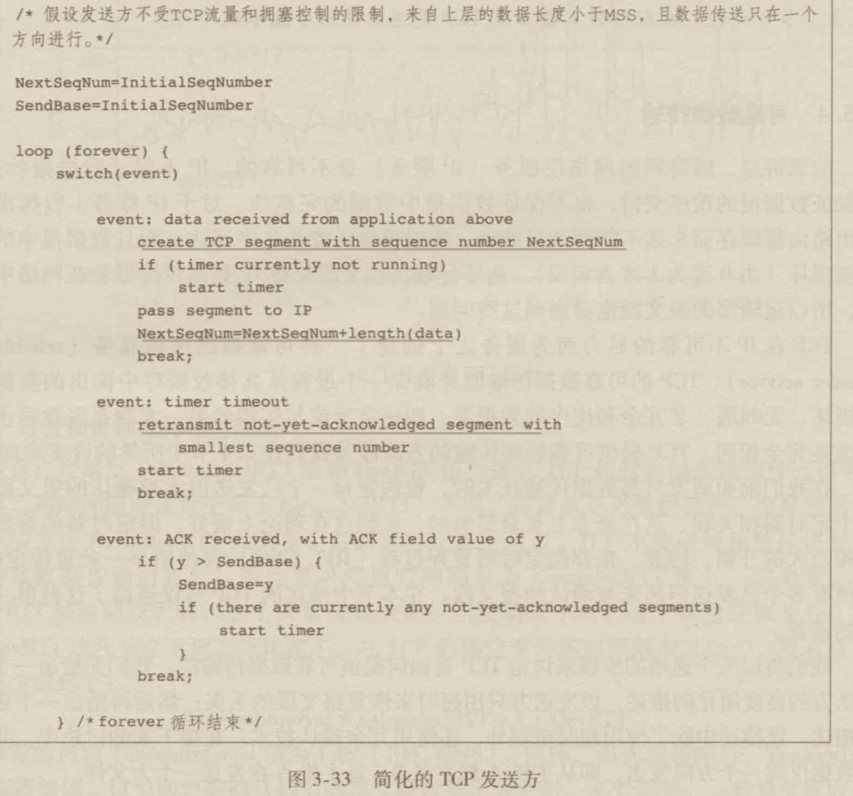 /* 假设发送方不受TCP流量和拥塞控制的限制，来自上层的数据长度小于MSS，且数据传送只在一个
方向进行。*/
NextSeqNum=InitialSeqNumber
SendBase=InitialSeqNumber
loop (forever) {
switch(event)
event: data received from application above
create TCP segment with sequence number NextSeqNum
if (timer currently not running)
start timer
pass segment to IP
NextSeqNum=NextSeqNum+length(data)
break;
event: timer timeout
retransmit not-yet-acknowledged segment with
smallest sequence number
start timer
break;
event: ACK received, with ACK field value of y
if (y > SendBase) {
SendBase=y
if (there are currently any not-yet-acknowledged segments)
start timer
}
break;
} /* forever 循环结束*/
图 3-33 简化的 TCP 发送方